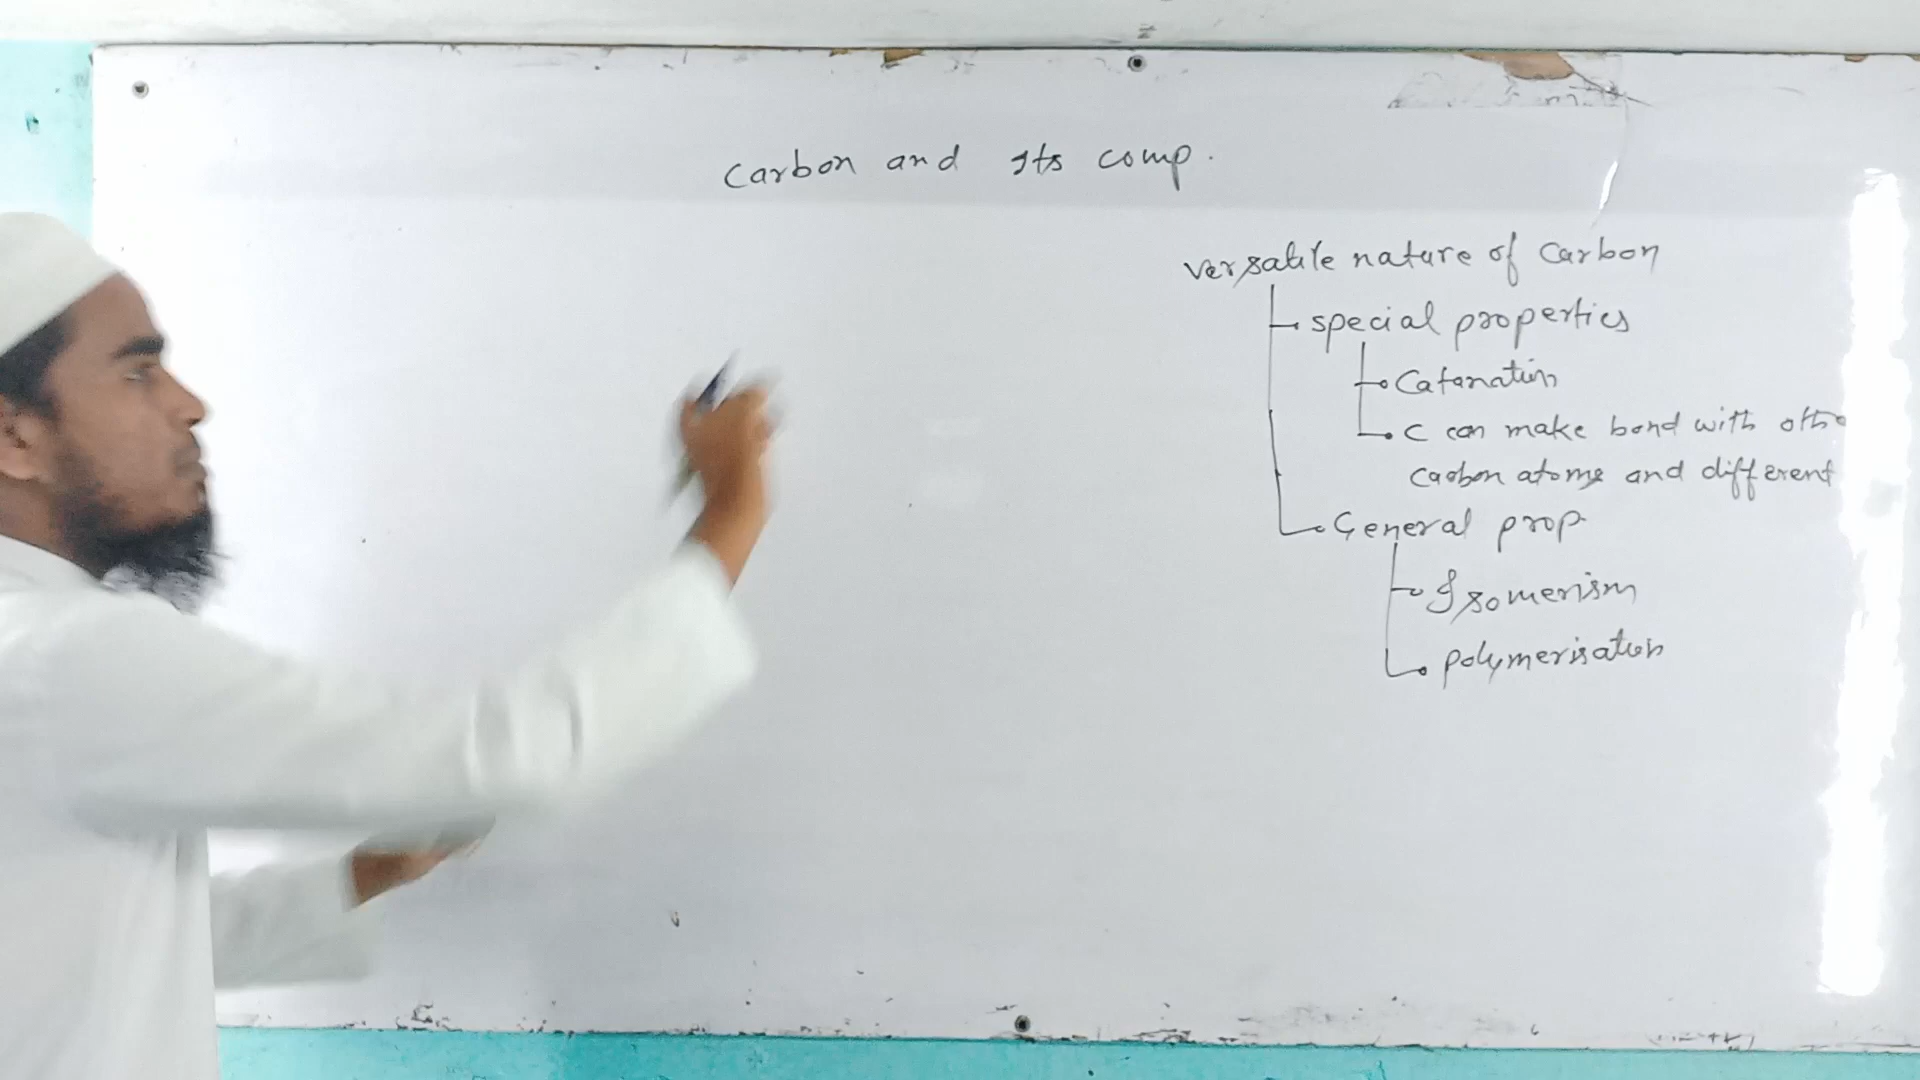 Carbon and Its comp.
Versatile nature of Carbon
special properties
Catanation
C can make bond with othe
Carbon atoms and different
General prop.
Isomerism
polymerisation